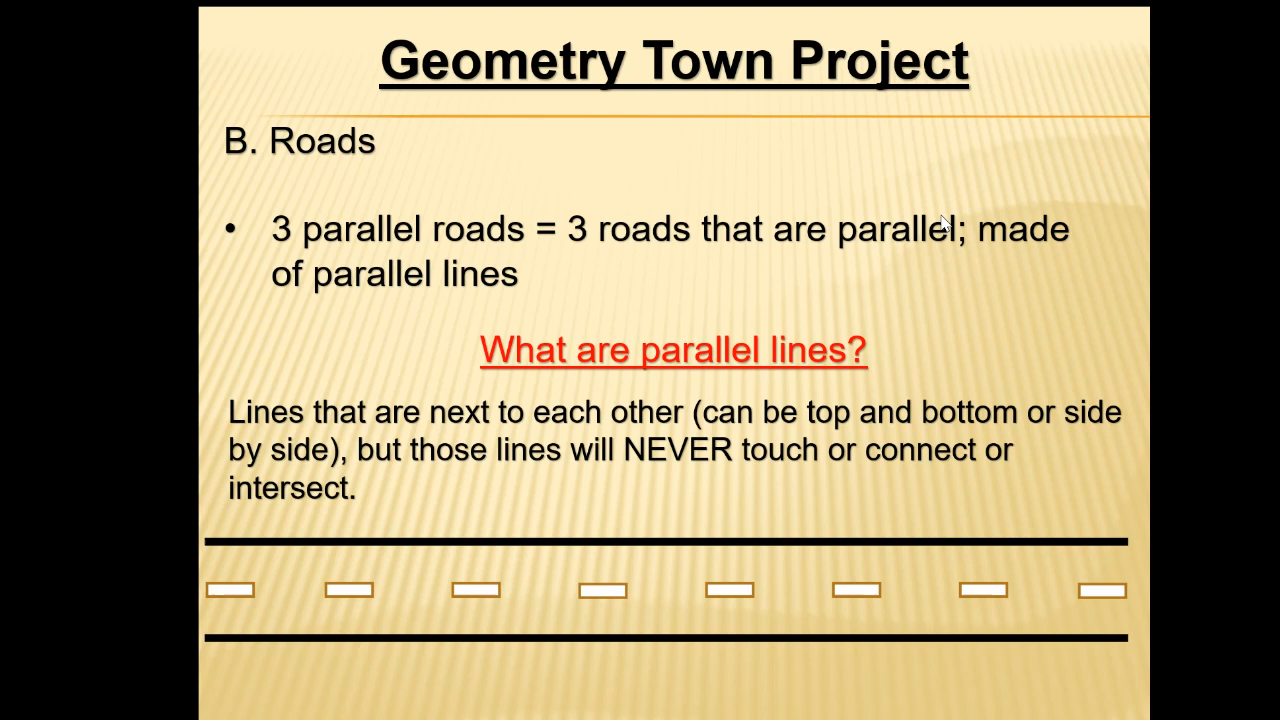 Geometry Town Project
B. Roads
• 3 parallel roads = 3 roads that are parallel; made
of parallel lines
What are parallel lines?
Lines that are next to each other (can be top and bottom or side
by side), but those lines will NEVER touch or connect or
intersect.